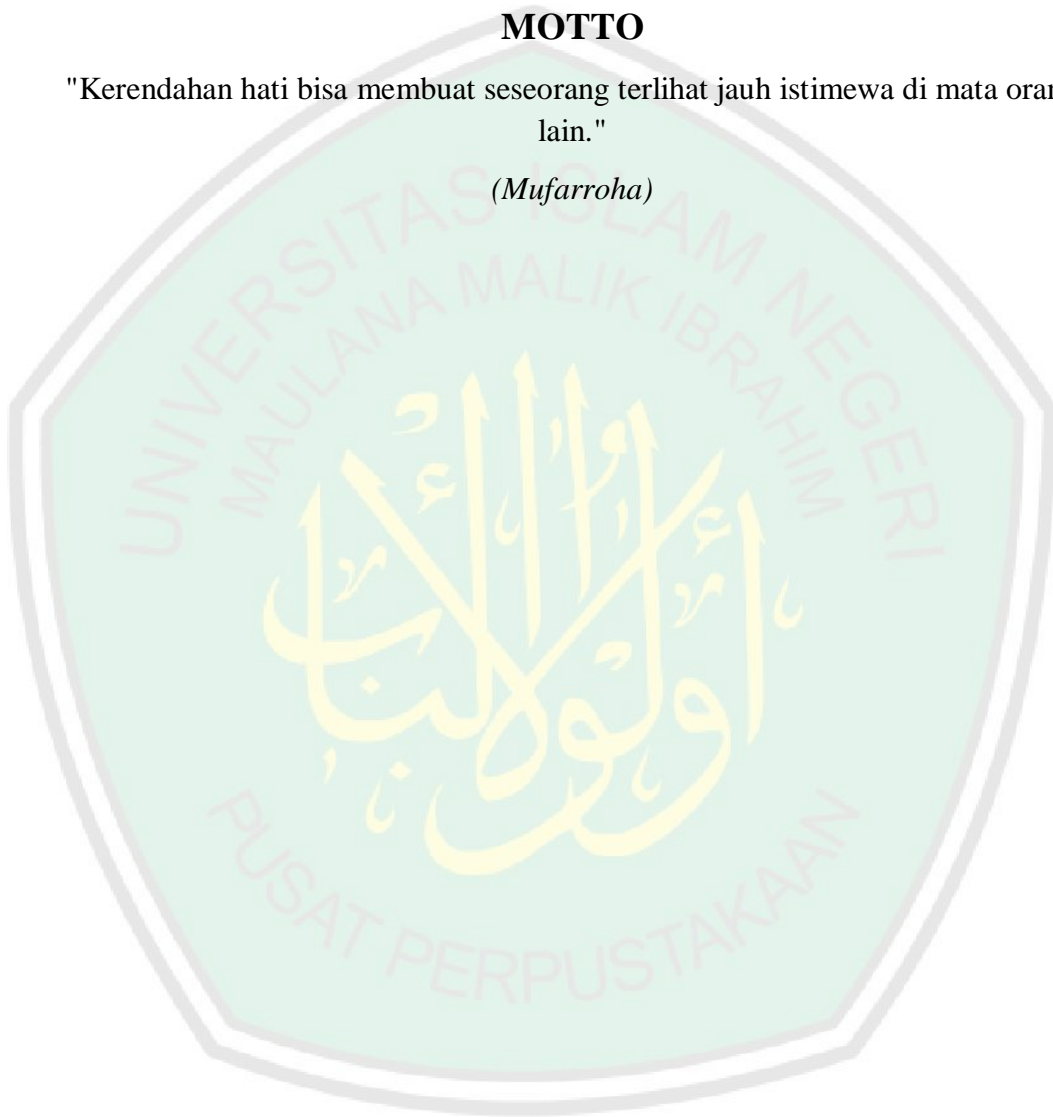 MOTTO
"Kerendahan hati bisa membuat seseorang terlihat jauh istimewa di mata oran
lain."
(Mufarroha)
UNIVERSITAS ISLAM NEGERI
MAULANA MALIK IBRAHIM
أولوا الألباب
PUSAT PERPUSTAKAAN